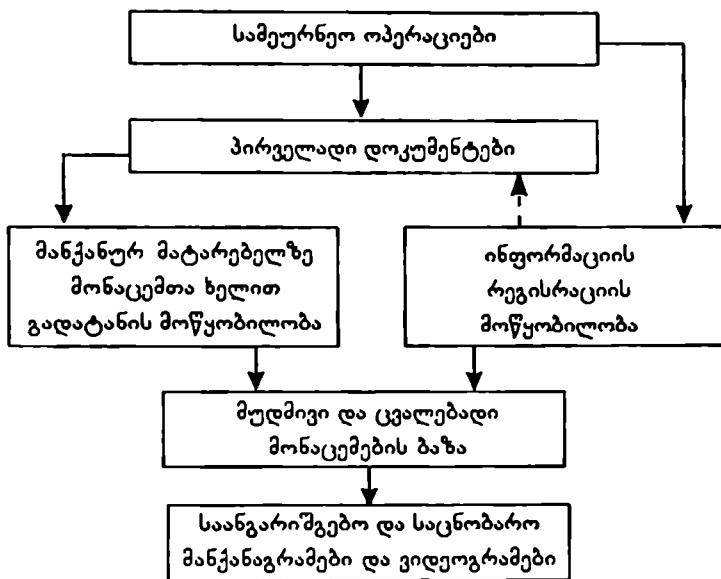 სამეურნეო ოპერაციები
პირველადი დოკუმენტები
მანქანურ მატარებელზე
მონაცემთა ხელით
გადატანის მოწყობილობა
ინფორმაციის
რეგისრაციის
მოწყობილობა
მუდმივი და ცვალებადი
მონაცემების ბაზა
საანგარიშგებო და საცნობარო
მანქანაგრამები და ვიდეოგრამები